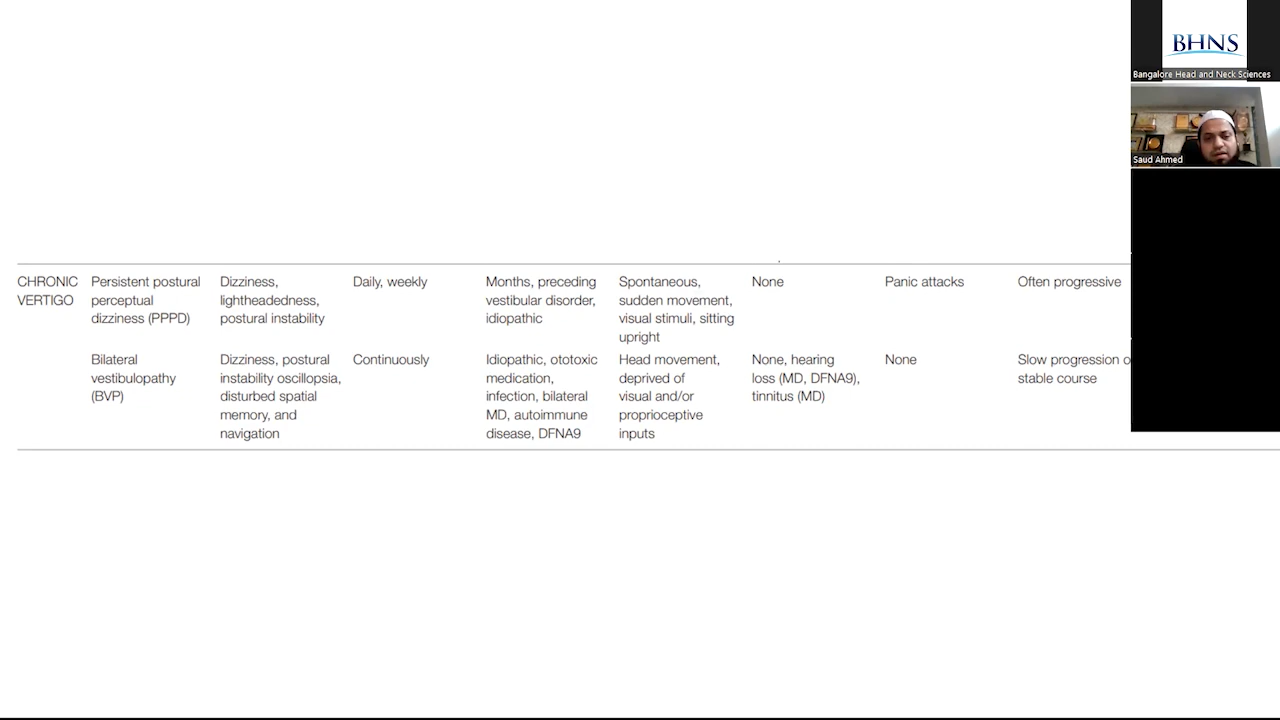 BHNS
Bangalore Head and Neck Sciences
Saud Ahmed
CHRONIC
VERTIGO
Persistent postural
perceptual
dizziness (PPPD)
Dizziness,
lightheadedness,
postural instability
Daily, weekly
Months, preceding
vestibular disorder,
idiopathic
Spontaneous,
sudden movement,
visual stimuli, sitting
upright
None
Panic attacks
Often progressive
Bilateral
vestibulopathy
(BVP)
Dizziness, postural
instability oscillopsia,
disturbed spatial
memory, and
navigation
Continuously
Idiopathic, ototoxic
medication,
infection, bilateral
MD, autoimmune
disease, DFNA9
Head movement,
deprived of
visual and/or
proprioceptive
inputs
None, hearing
loss (MD, DFNA9),
tinnitus (MD)
None
Slow progression
stable course